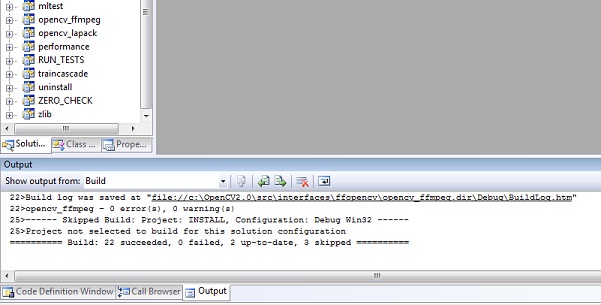 mltest
opencv_ffmpeg
opencv_lapack
performance
RUN_TESTS
traincascade
uninstall
ZERO_CHECK
zlib
Soluti... Class ... Prope...
Output
Show output from: Build
22>Build log was saved at "file://c:\OpenCV2.0\src\interfaces\ffopencv\opencv_ffmpeg.dir\Debug\BuildLog.htm"
22>opencv_ffmpeg - 0 error(s), 0 warning(s)
25>------ Skipped Build: Project: INSTALL, Configuration: Debug Win32 ------
25>Project not selected to build for this solution configuration
========== Build: 22 succeeded, 0 failed, 2 up-to-date, 3 skipped ==========
Code Definition Window Call Browser Output